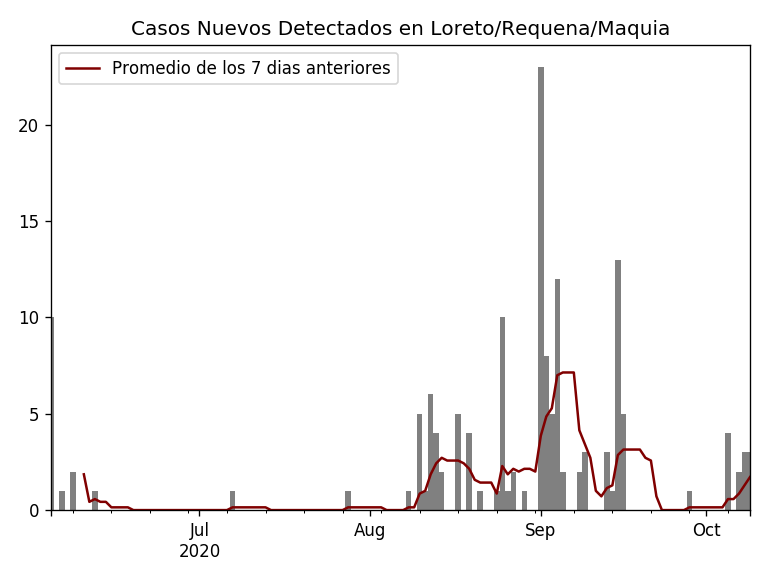 Casos Nuevos Detectados en Loreto/Requena/Maquia
Promedio de los 7 dias anteriores
20
15
10
5
0
Jul
2020
Aug
Sep
Oct